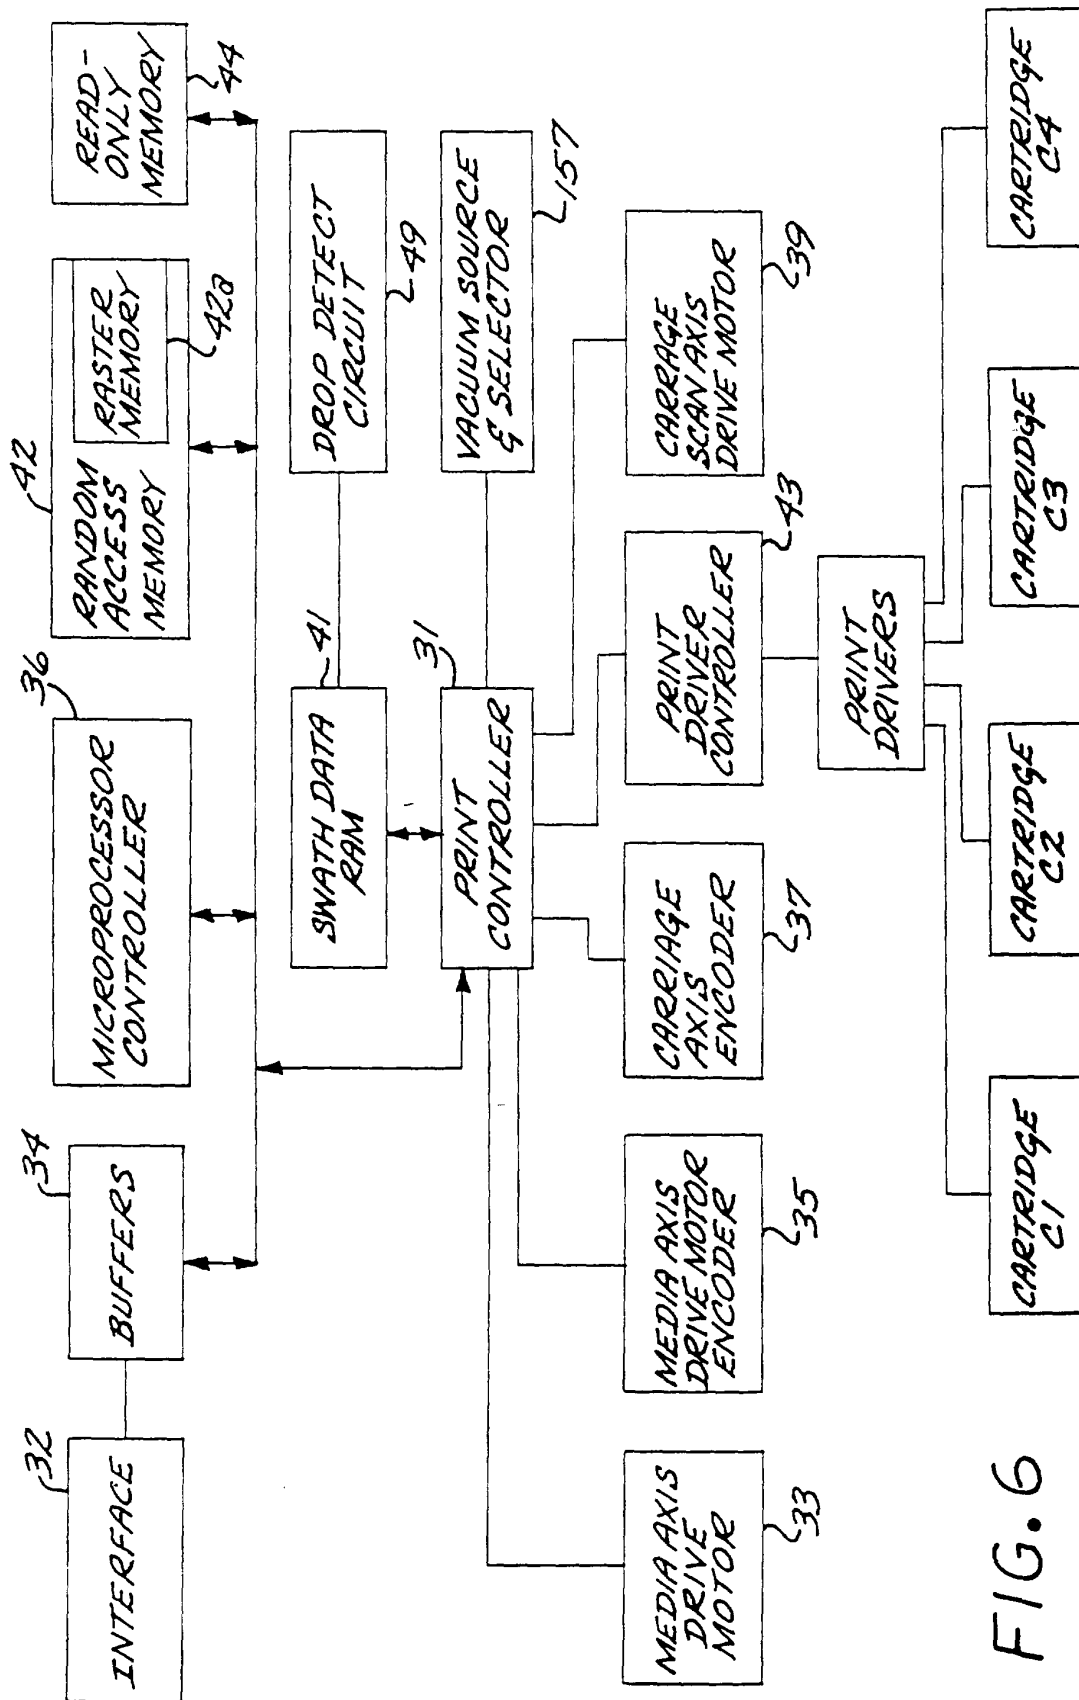 32
INTERFACE
34
BUFFERS
36
MICROPROCESSOR
CONTROLLER
42
RANDOM
ACCESS
MEMORY
RASTER
MEMORY
42a
READ-
ONLY
MEMORY
44
41
SWATH DATA
RAM
DROP DETECT
CIRCUIT
49
31
PRINT
CONTROLLER
VACUUM SOURCE
& SELECTOR
157
MEDIA AXIS
DRIVE
MOTOR
33
MEDIA AXIS
DRIVE MOTOR
ENCODER
35
CARRIAGE
AXIS
ENCODER
37
PRINT
DRIVER
CONTROLLER
43
CARRAGE
SCAN AXIS
DRIVE MOTOR
39
PRINT
DRIVERS
CARTRIDGE
C1
CARTRIDGE
C2
CARTRIDGE
C3
CARTRIDGE
C4
FIG. 6